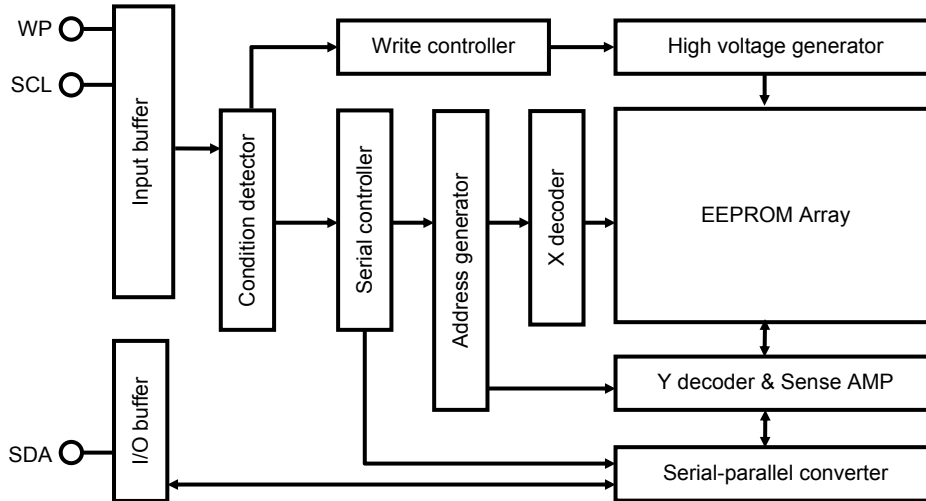 WP
SCL
SDA
Input buffer
I/O buffer
Condition detector
Write controller
Serial controller
Address generator
X decoder
High voltage generator
EEPROM Array
Y decoder & Sense AMP
Serial-parallel converter